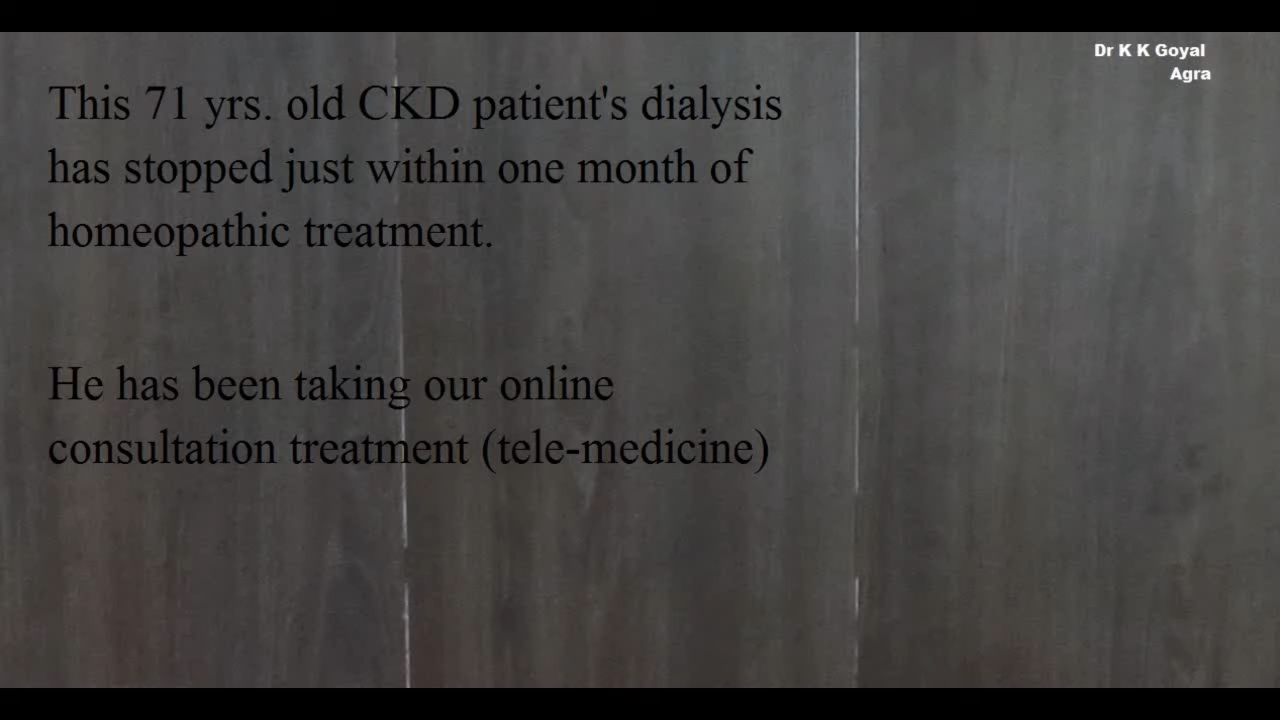 Dr K K Goyal
Agra
This 71 yrs. old CKD patient's dialysis
has stopped just within one month of
homeopathic treatment.
He has been taking our online
consultation treatment (tele-medicine)